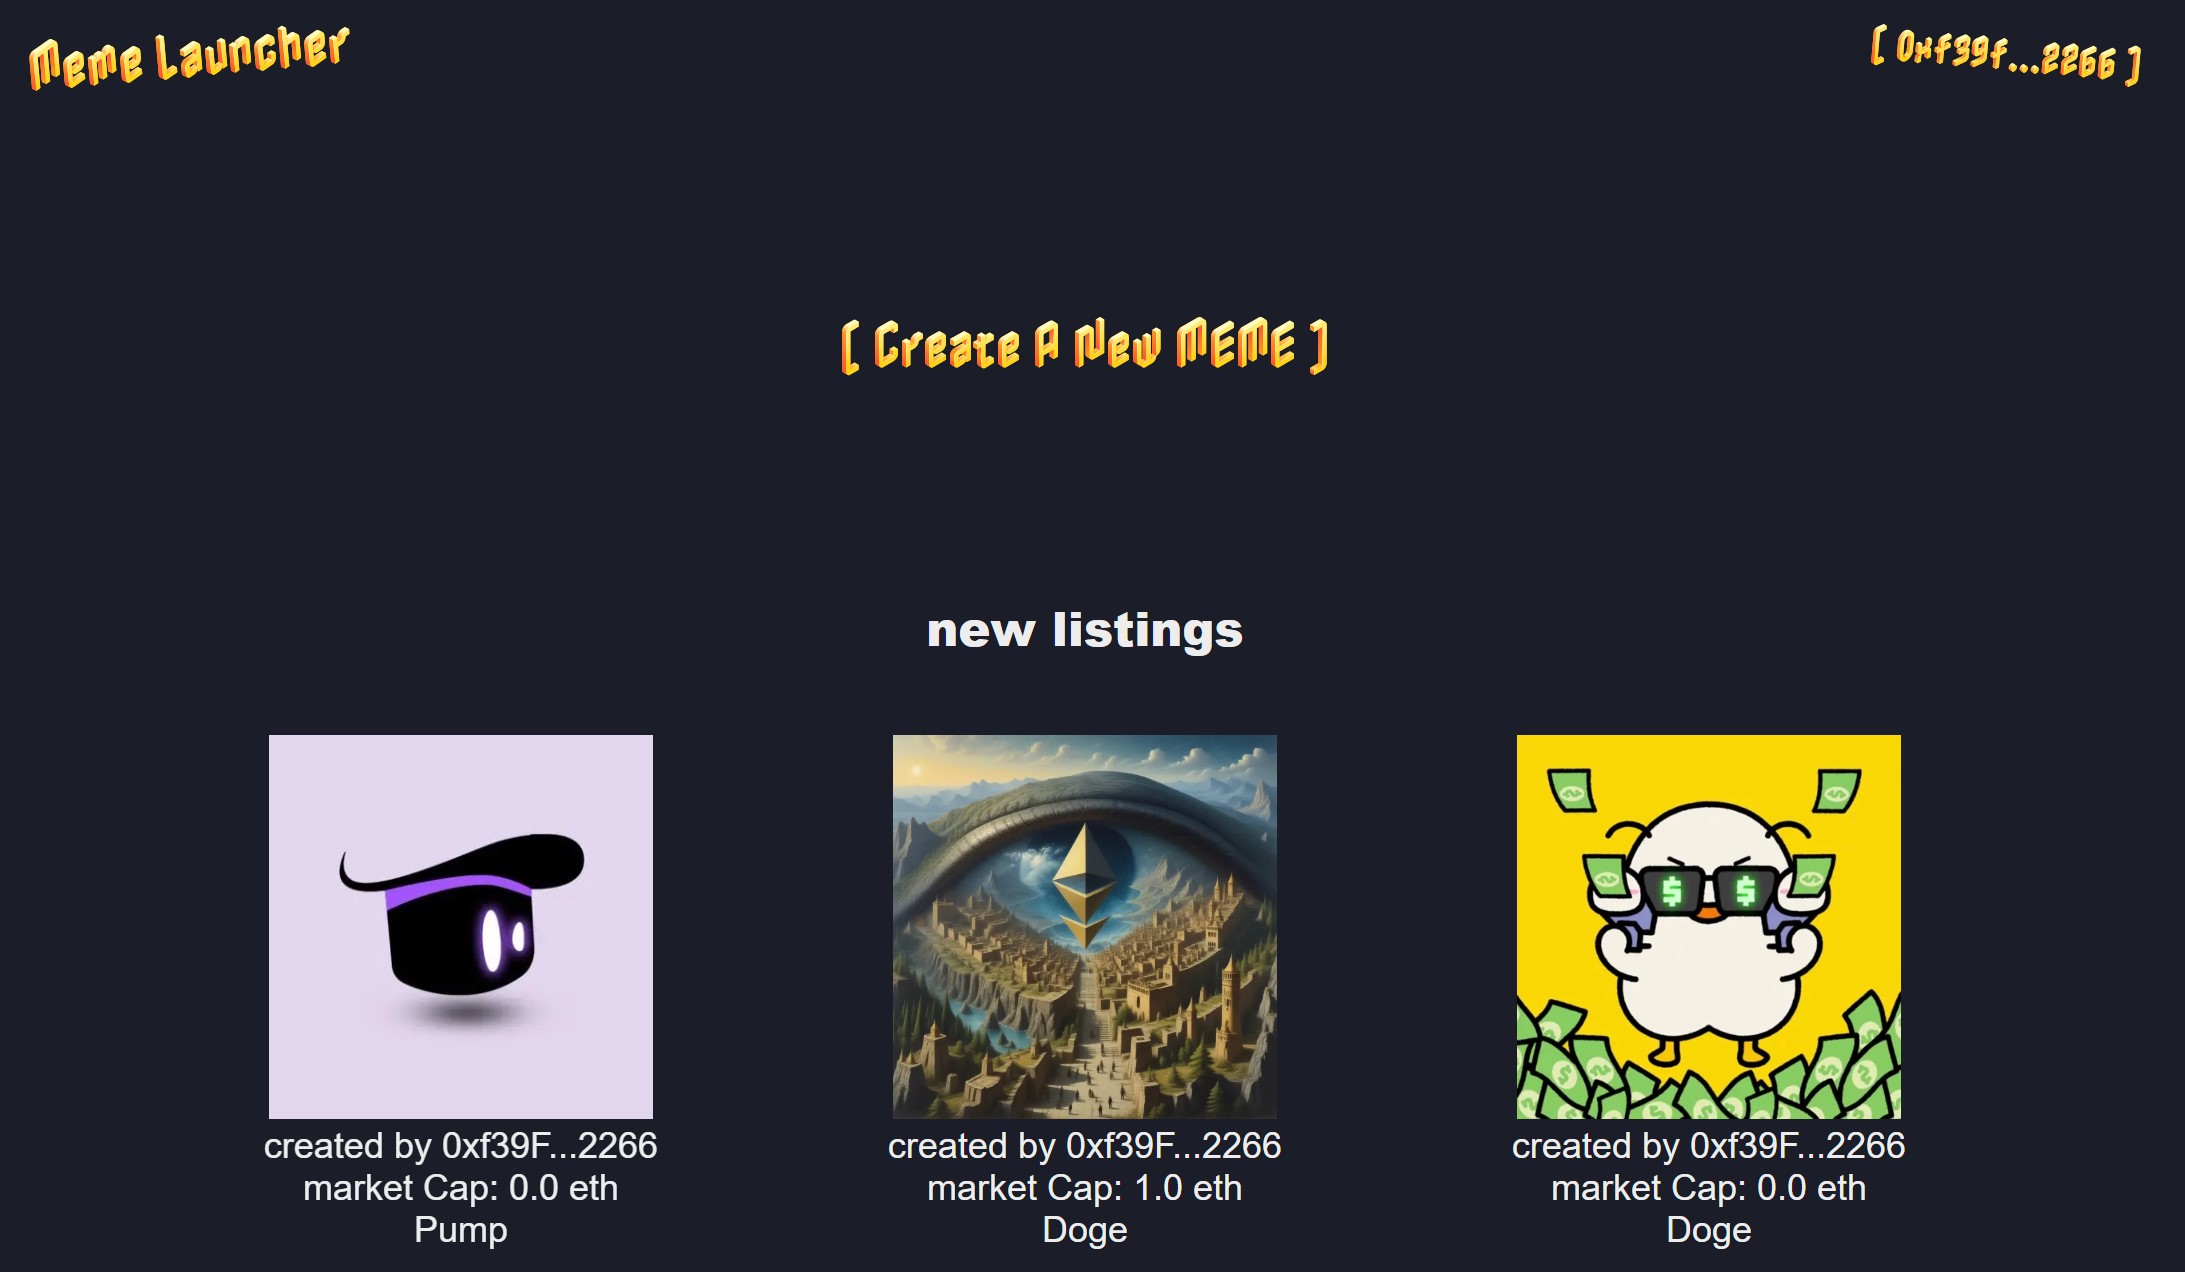 Meme Launcher
[ 0xf39f...2266 ]
[ Create A New MEME ]
new listings
$ $
created by 0xf39F...2266
market Cap: 0.0 eth
Pump
created by 0xf39F...2266
market Cap: 1.0 eth
Doge
created by 0xf39F...2266
market Cap: 0.0 eth
Doge